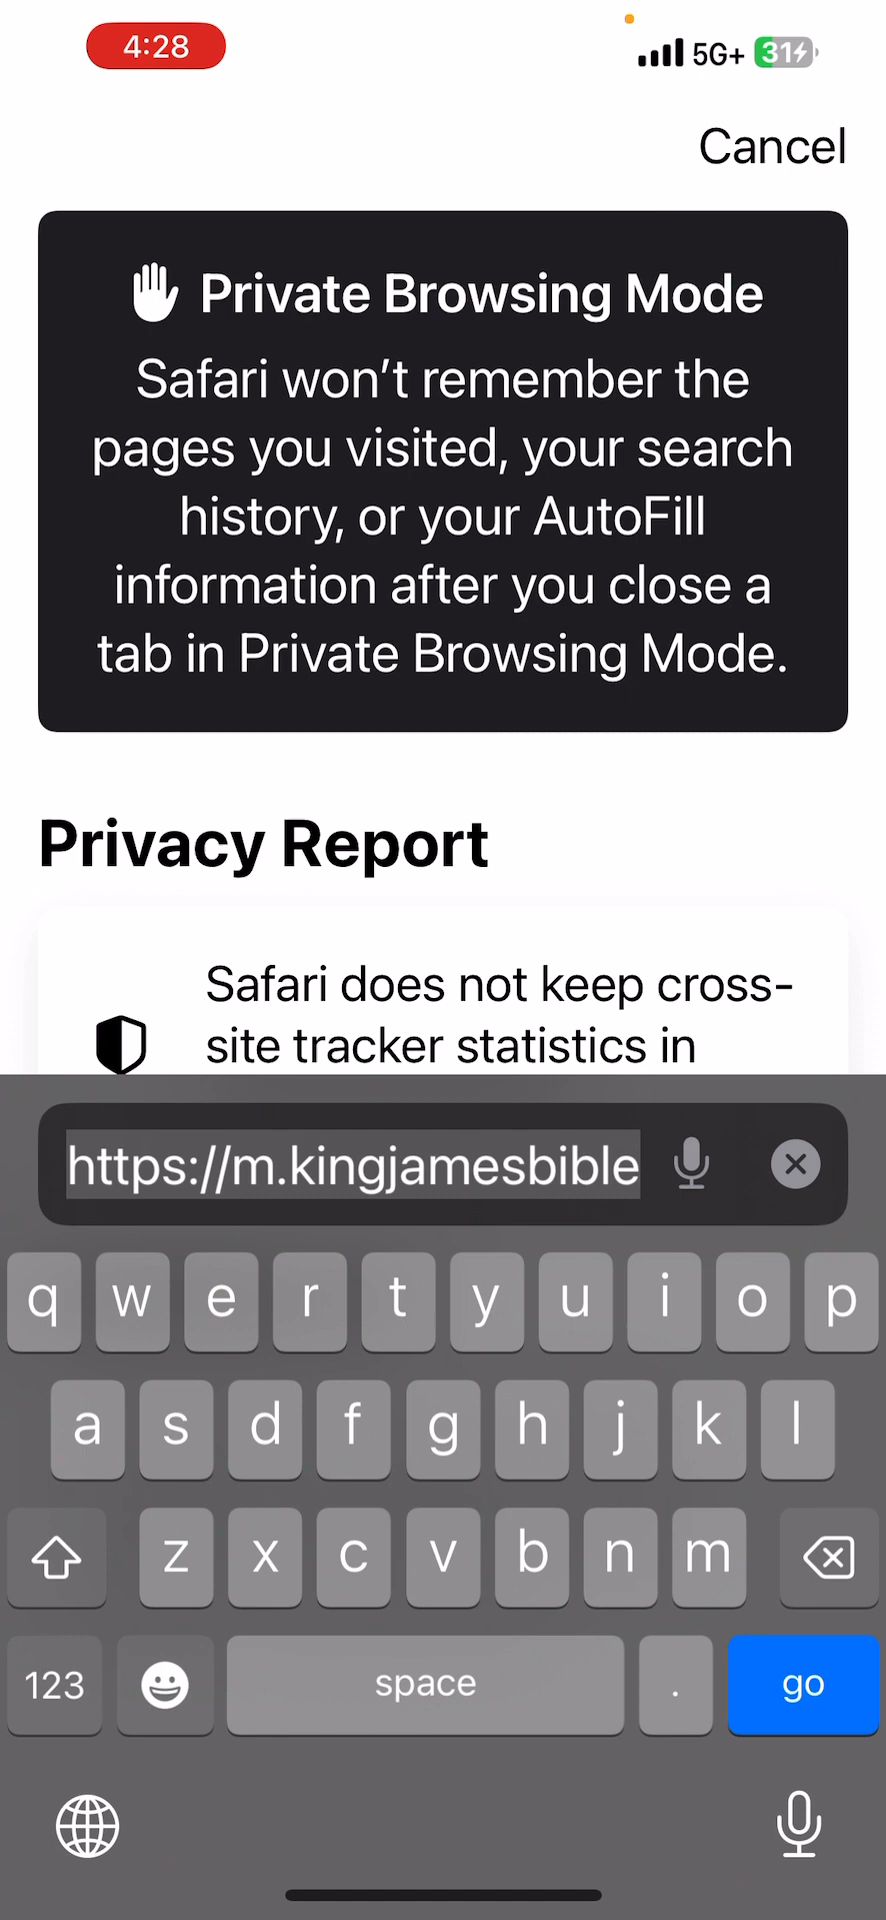 4:28
5G+ 31
Cancel
Private Browsing Mode
Safari won’t remember the
pages you visited, your search
history, or your AutoFill
information after you close a
tab in Private Browsing Mode.
Privacy Report
Safari does not keep cross-
site tracker statistics in
https://m.kingjamesbible
q w e r t y u i o p
a s d f g h j k l
z x c v b n m
123 space . go